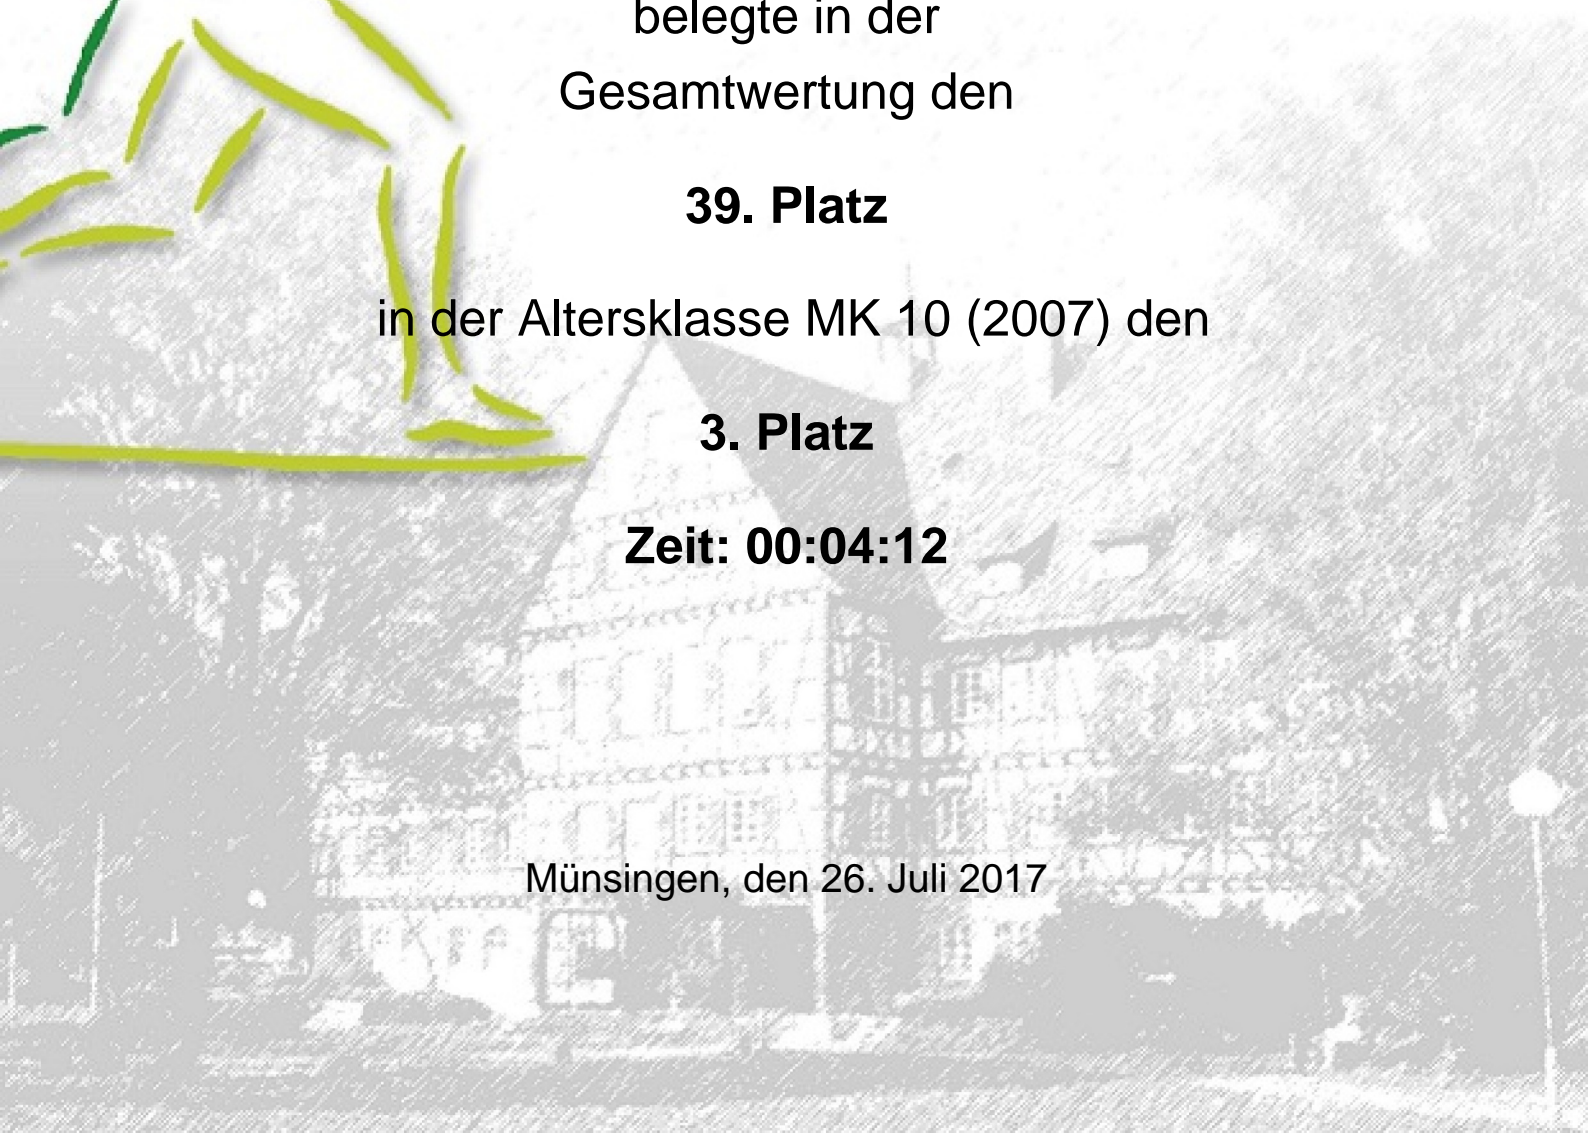 belegte in der
Gesamtwertung den
39. Platz
in der Altersklasse MK 10 (2007) den
3. Platz
Zeit: 00:04:12
Münsingen, den 26. Juli 2017